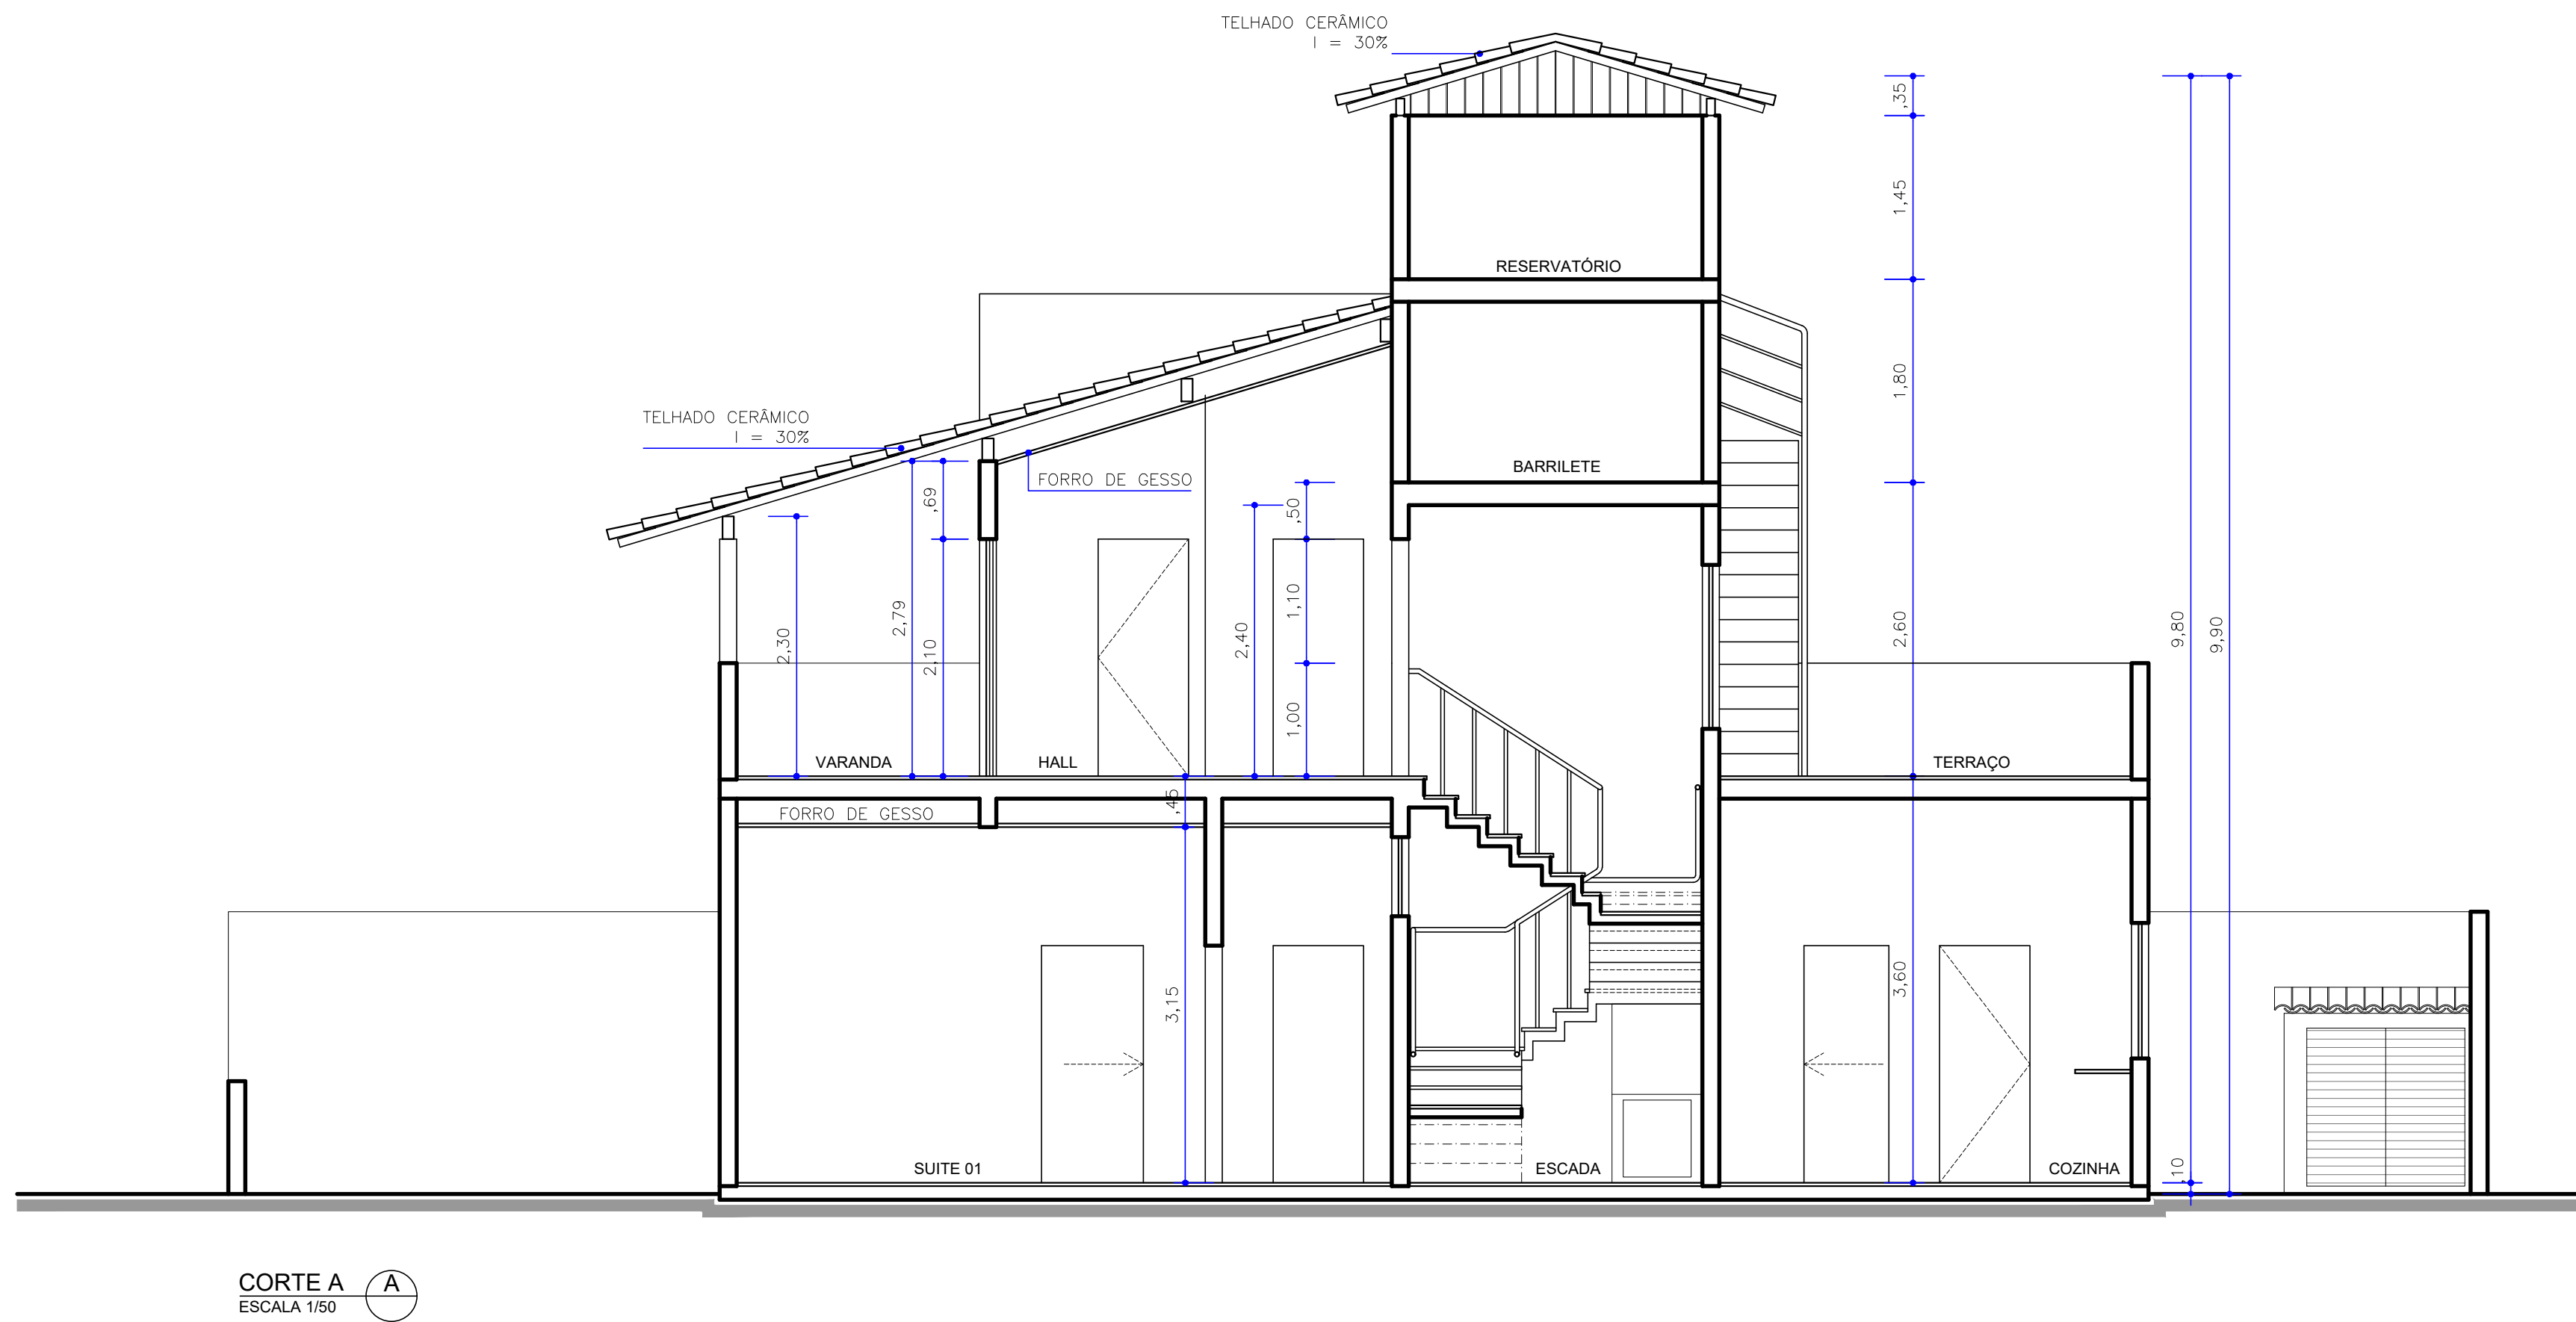 TELHADO CERÂMICO
I = 30%
,35
1,45
RESERVATÓRIO
1,80
TELHADO CERÂMICO
I = 30%
FORRO DE GESSO
BARRILETE
,69
,50
2,30
2,79
2,10
2,40
1,10
1,00
2,60
9,80
9,90
VARANDA
HALL
TERRAÇO
,45
FORRO DE GESSO
3,15
3,60
SUITE 01
ESCADA
COZINHA
,10
CORTE A
A
ESCALA 1/50